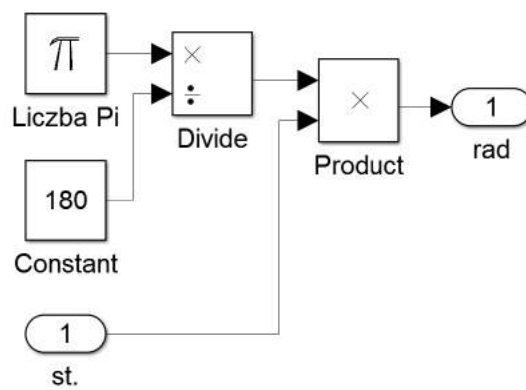 π
Liczba Pi
×
÷
Divide
180
Constant
×
Product
1
rad
1
st.